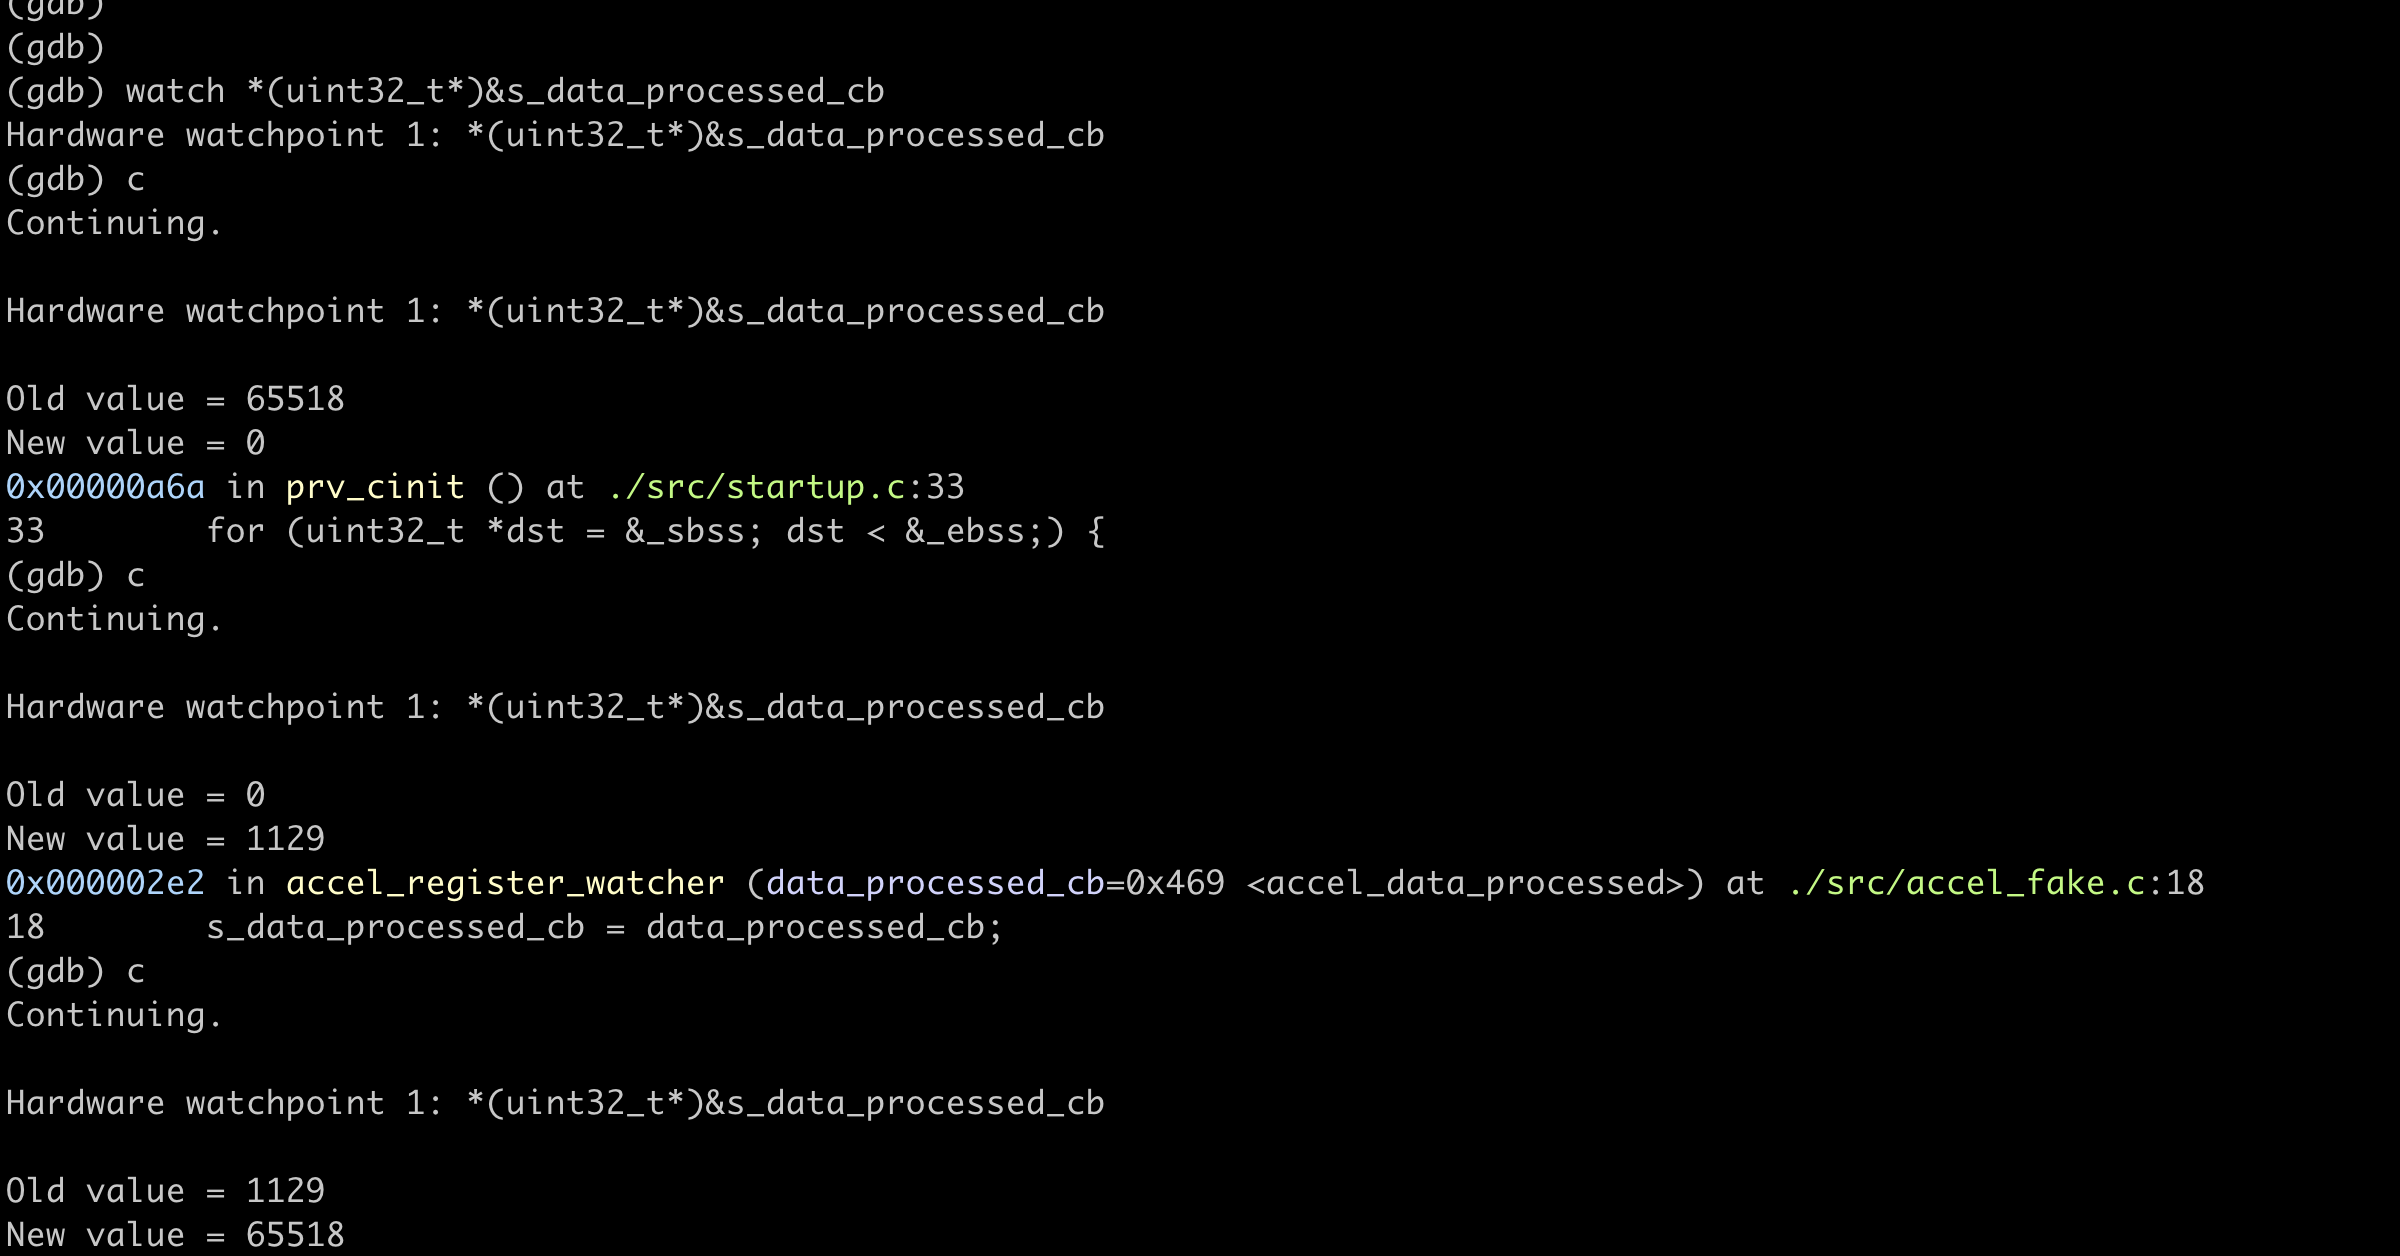 (gdb)
(gdb)
(gdb) watch *(uint32_t*)&s_data_processed_cb
Hardware watchpoint 1: *(uint32_t*)&s_data_processed_cb
(gdb) c
Continuing.
Hardware watchpoint 1: *(uint32_t*)&s_data_processed_cb
Old value = 65518
New value = 0
0x00000a6a in prv_cinit () at ./src/startup.c:33
33        for (uint32_t *dst = &_sbss; dst < &_ebss;) {
(gdb) c
Continuing.
Hardware watchpoint 1: *(uint32_t*)&s_data_processed_cb
Old value = 0
New value = 1129
0x000002e2 in accel_register_watcher (data_processed_cb=0x469 <accel_data_processed>) at ./src/accel_fake.c:18
18        s_data_processed_cb = data_processed_cb;
(gdb) c
Continuing.
Hardware watchpoint 1: *(uint32_t*)&s_data_processed_cb
Old value = 1129
New value = 65518